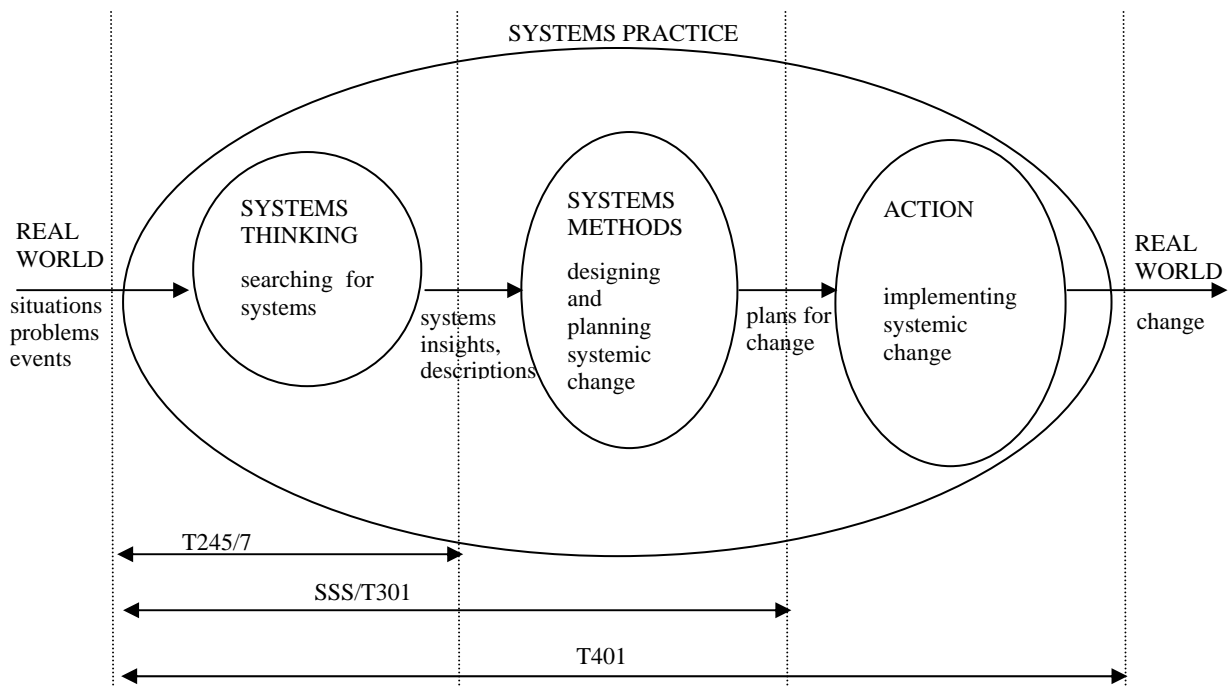 SYSTEMS PRACTICE
REAL
WORLD
situations
problems
events
SYSTEMS
THINKING
searching for
systems
systems
insights,
descriptions
SYSTEMS
METHODS
designing
and
planning
systemic
change
plans for
change
ACTION
implementing
systemic
change
REAL
WORLD
change
T245/7
SSS/T301
T401